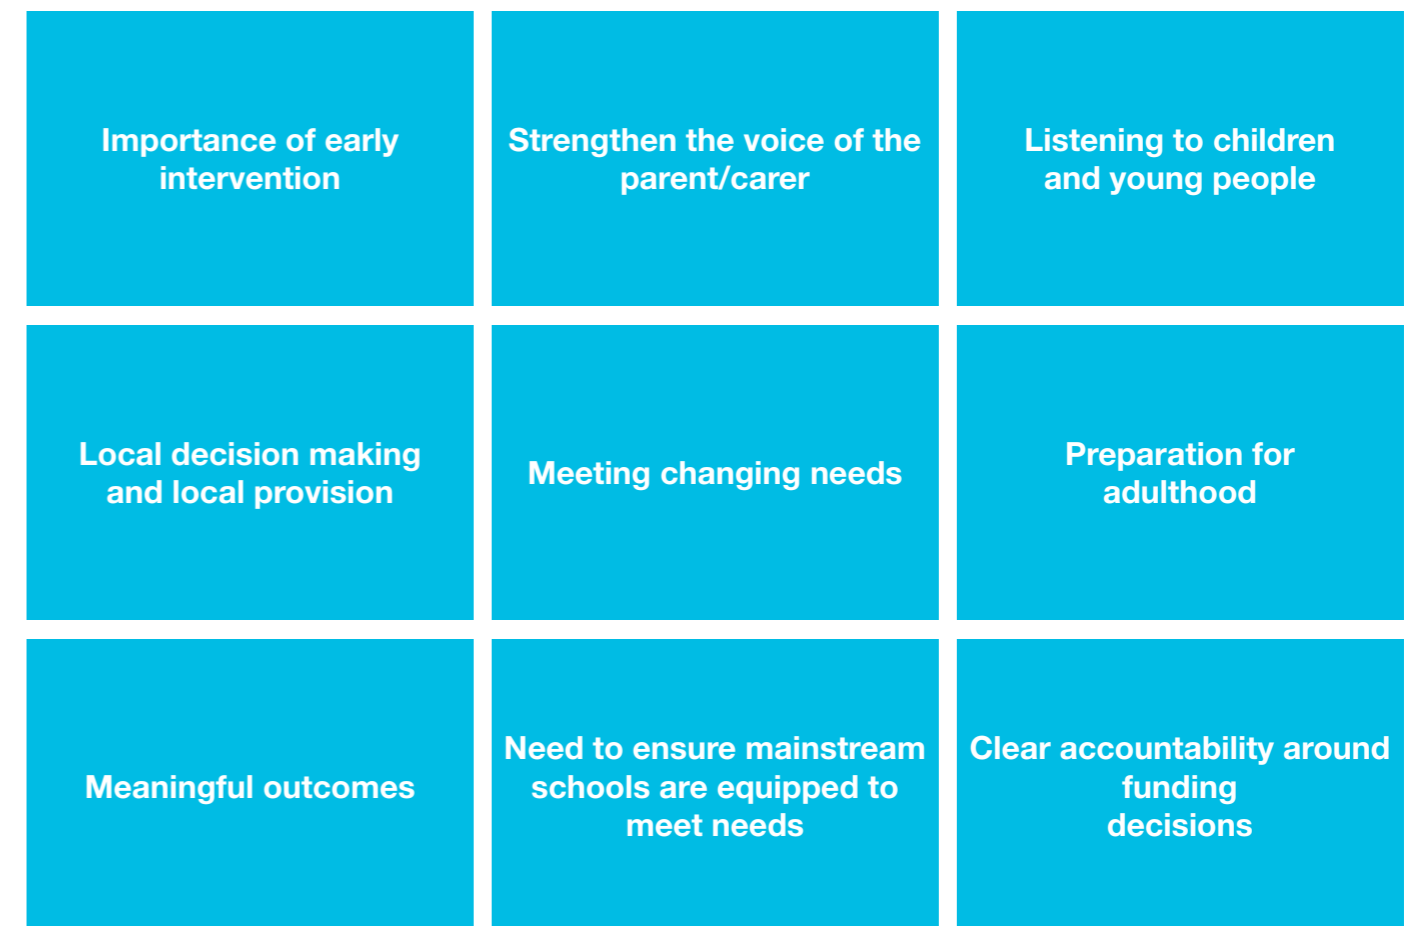 Importance of early
intervention
Strengthen the voice of the
parent/carer
Listening to children
and young people
Local decision making
and local provision
Meeting changing needs
Preparation for
adulthood
Meaningful outcomes
Need to ensure mainstream
schools are equipped to
meet needs
Clear accountability around
funding
decisions